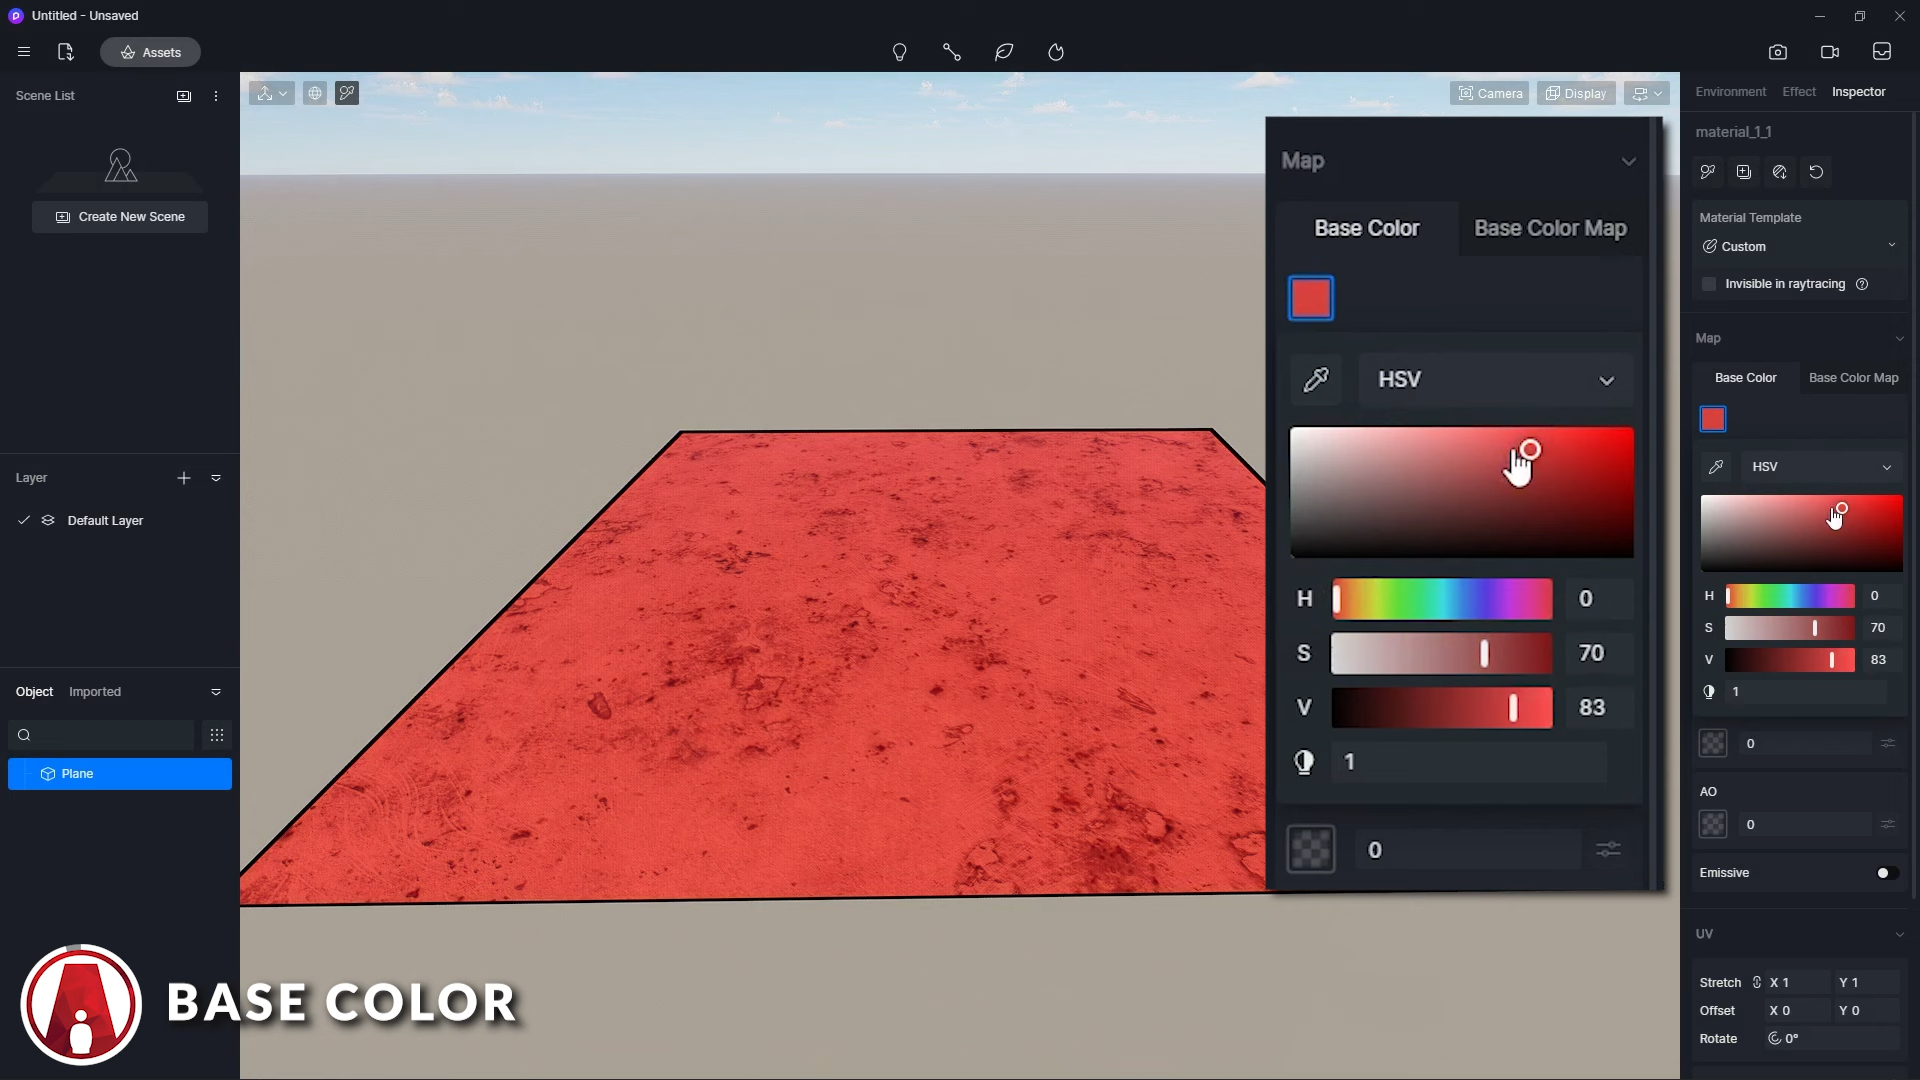 Untitled - Unsaved
Assets
Scene List
Create New Scene
Layer
Default Layer
Object Imported
Plane
Camera Display
Map
Base Color Base Color Map
HSV
H 0
S 70
V 83
1
0
BASE COLOR
Environment Effect Inspector
material_1_1
Material Template
Custom
Invisible in raytracing
Map
Base Color Base Color Map
HSV
H 0
S 70
V 83
1
0
AO
0
Emissive
UV
Stretch X 1 Y 1
Offset X 0 Y 0
Rotate 0°